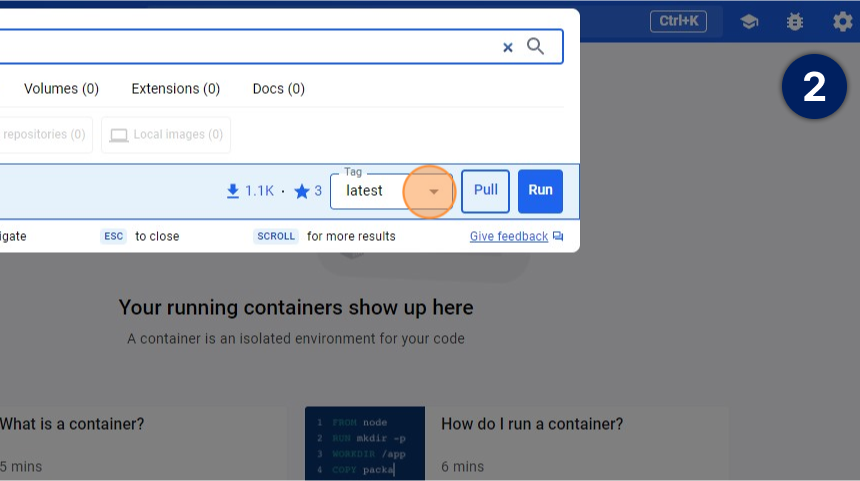 Ctrl+K
2
Volumes (0) Extensions (0) Docs (0)
repositories (0) Local images (0)
Tag
1.1K · 3 latest Pull Run
igate ESC to close SCROLL for more results Give feedback
Your running containers show up here
A container is an isolated environment for your code
What is a container?
5 mins
1 FROM node
2 RUN mkdir -p
3 WORKDIR /app
4 COPY packa
How do I run a container?
6 mins